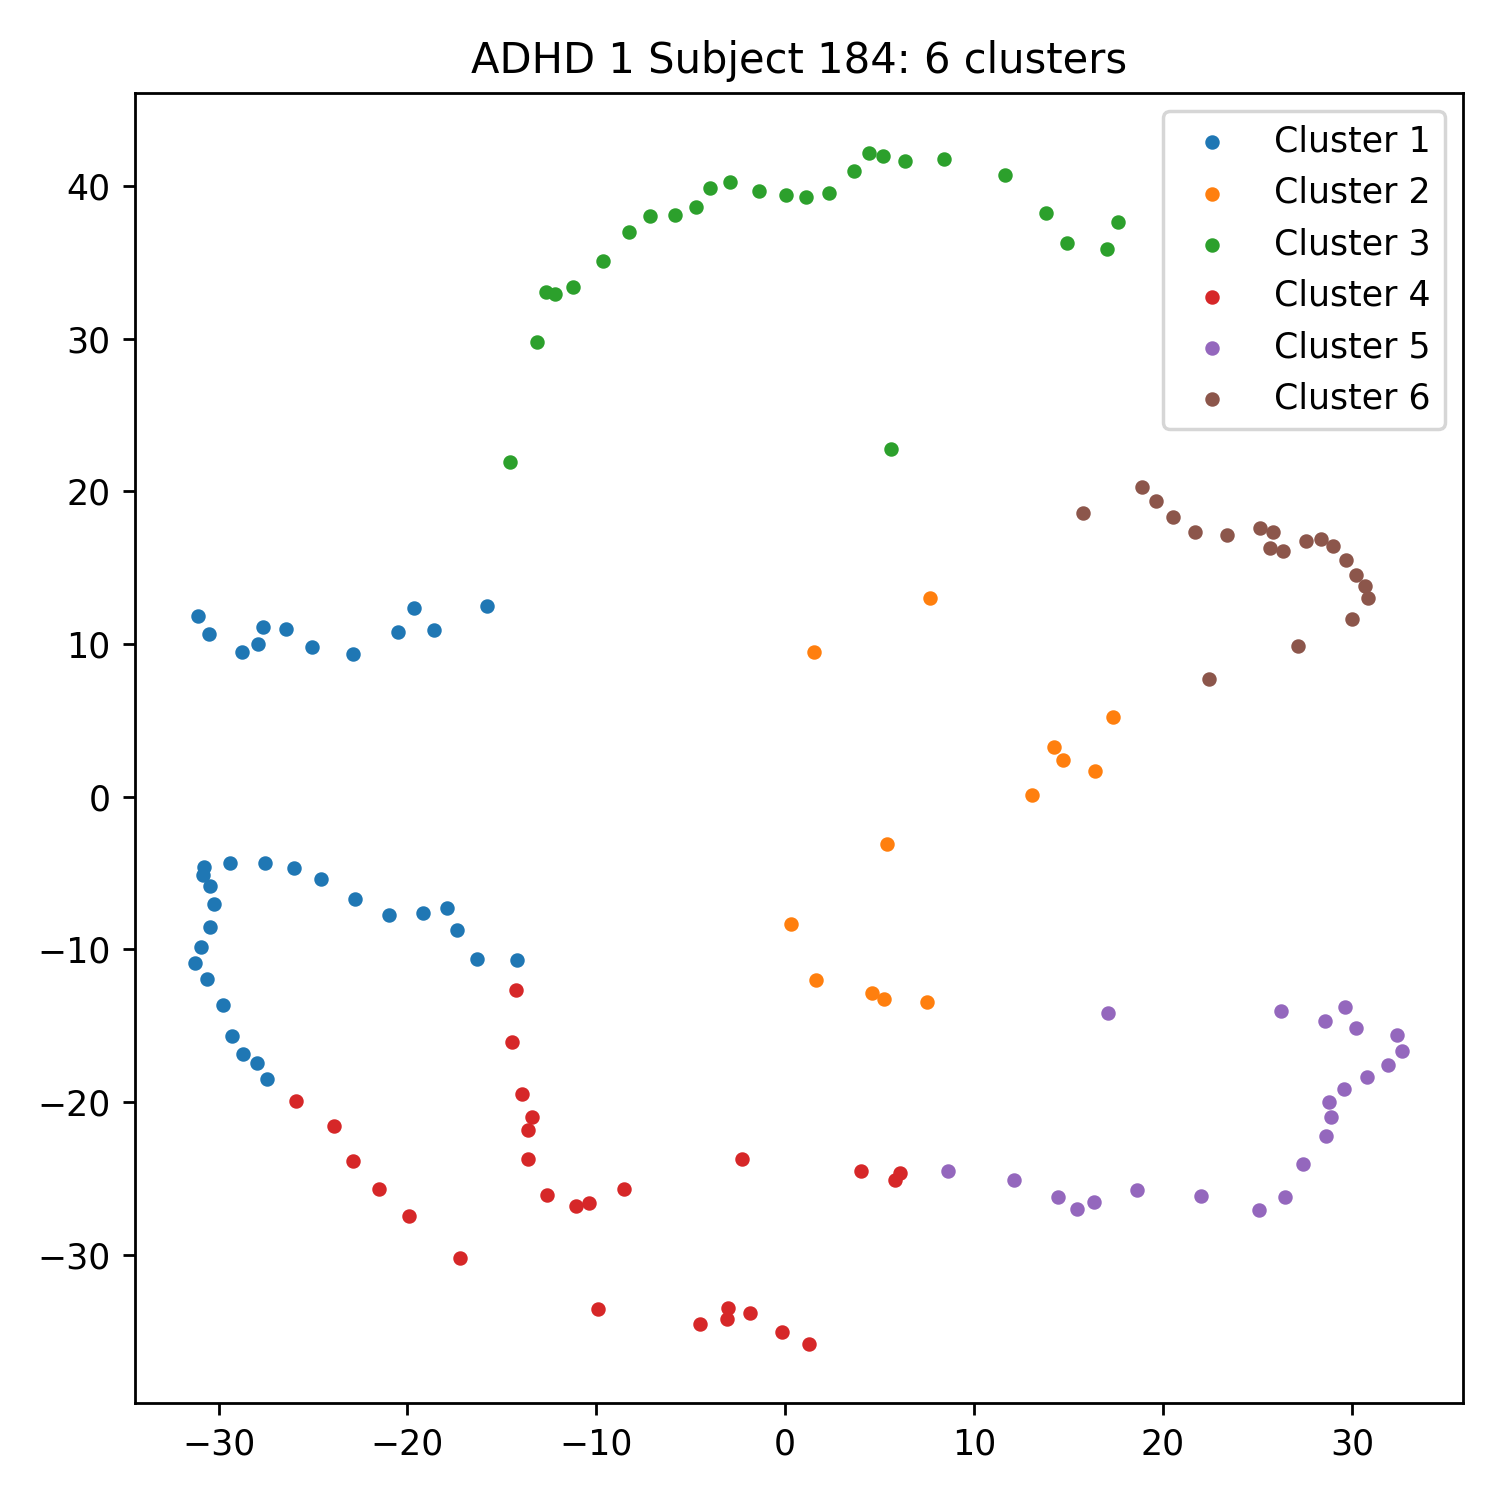 ADHD 1 Subject 184: 6 clusters
Cluster 1
Cluster 2
Cluster 3
Cluster 4
Cluster 5
Cluster 6
40
30
20
10
0
−10
−20
−30
−30 −20 −10 0 10 20 30